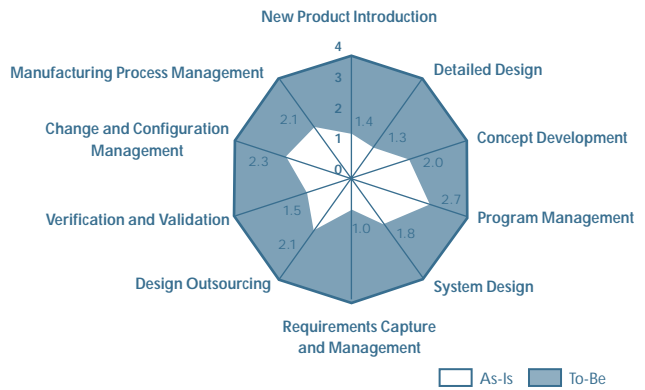 New Product Introduction
4
Manufacturing Process Management
Detailed Design
3
2
2.1
1.4
Change and Configuration
Management
1.3
Concept Development
1
2.3
2.0
0
1.5
2.7
Verification and Validation
Program Management
2.1
1.0
1.8
Design Outsourcing
System Design
Requirements Capture
and Management
As-Is
To-Be